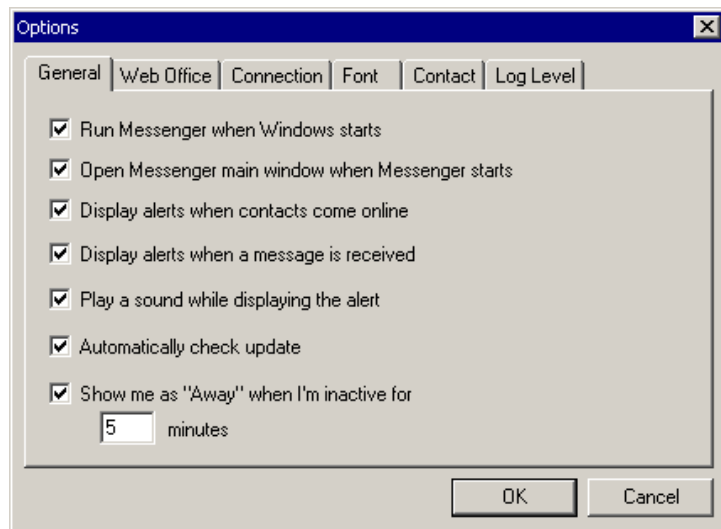 Options
General Web Office Connection Font Contact Log Level
Run Messenger when Windows starts
Open Messenger main window when Messenger starts
Display alerts when contacts come online
Display alerts when a message is received
Play a sound while displaying the alert
Automatically check update
Show me as "Away" when I'm inactive for
5 minutes
OK Cancel